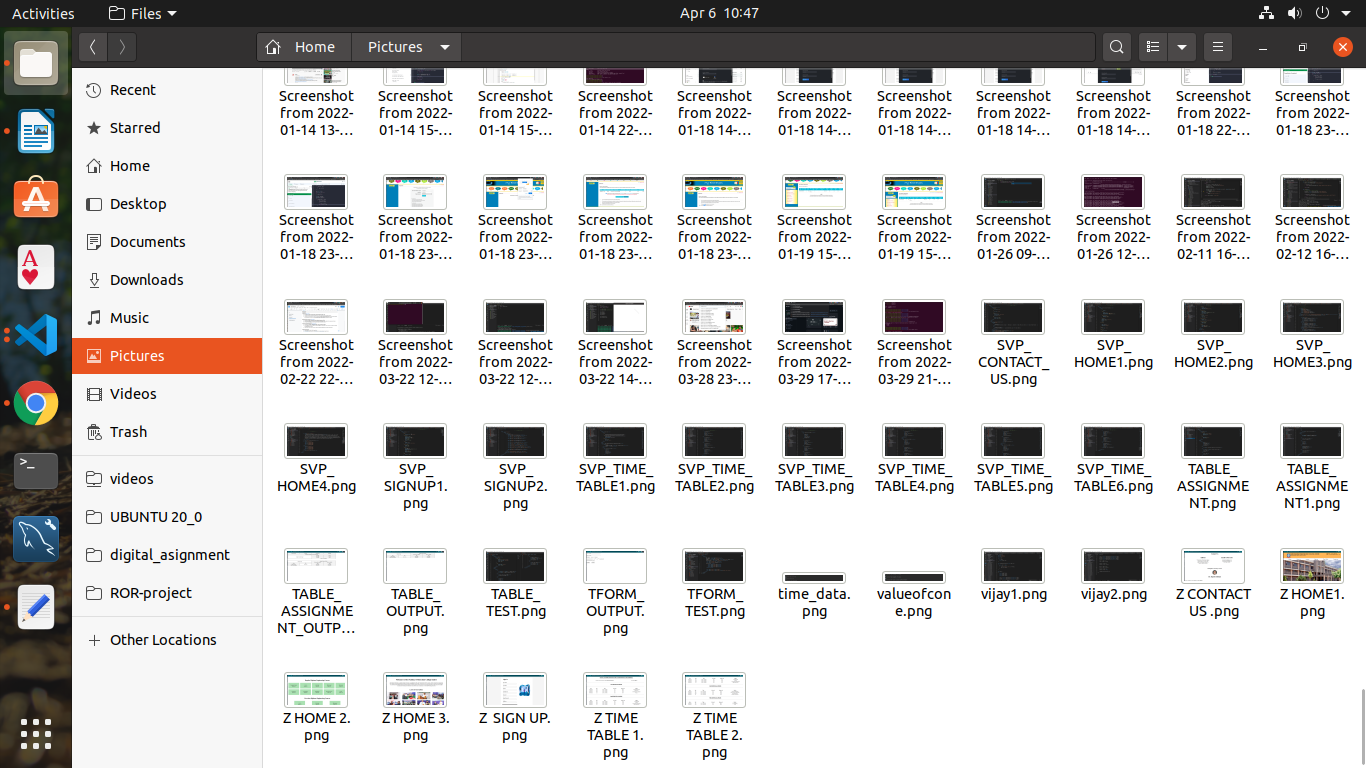 Activities
Files
Apr 6 10:47
Home
Pictures
Recent
Starred
Home
Desktop
Documents
Downloads
Music
Pictures
Videos
Trash
videos
UBUNTU 20_0
digital_asignment
ROR-project
Other Locations
Screenshot from 2022-01-14 13-…
Screenshot from 2022-01-14 15-…
Screenshot from 2022-01-14 15-…
Screenshot from 2022-01-14 22-…
Screenshot from 2022-01-18 14-…
Screenshot from 2022-01-18 14-…
Screenshot from 2022-01-18 14-…
Screenshot from 2022-01-18 14-…
Screenshot from 2022-01-18 14-…
Screenshot from 2022-01-18 22-…
Screenshot from 2022-01-18 23-…
Screenshot from 2022-01-18 23-…
Screenshot from 2022-01-18 23-…
Screenshot from 2022-01-18 23-…
Screenshot from 2022-01-18 23-…
Screenshot from 2022-01-18 23-…
Screenshot from 2022-01-19 15-…
Screenshot from 2022-01-19 15-…
Screenshot from 2022-01-26 09-…
Screenshot from 2022-01-26 12-…
Screenshot from 2022-02-11 16-…
Screenshot from 2022-02-12 16-…
Screenshot from 2022-02-22 22-…
Screenshot from 2022-03-22 12-…
Screenshot from 2022-03-22 12-…
Screenshot from 2022-03-22 14-…
Screenshot from 2022-03-28 23-…
Screenshot from 2022-03-29 17-…
Screenshot from 2022-03-29 21-…
SVP_CONTACT_US.png
SVP_HOME1.png
SVP_HOME2.png
SVP_HOME3.png
SVP_HOME4.png
SVP_SIGNUP1.png
SVP_SIGNUP2.png
SVP_TIME_TABLE1.png
SVP_TIME_TABLE2.png
SVP_TIME_TABLE3.png
SVP_TIME_TABLE4.png
SVP_TIME_TABLE5.png
SVP_TIME_TABLE6.png
TABLE_ASSIGNMENT.png
TABLE_ASSIGNMENT1.png
TABLE_ASSIGNMENT_OUTP…
TABLE_OUTPUT.png
TABLE_TEST.png
TFORM_OUTPUT.png
TFORM_TEST.png
time_data.png
valueofcone.png
vijay1.png
vijay2.png
Z CONTACT US .png
Z HOME1.png
Z HOME 2.png
Z HOME 3.png
Z SIGN UP.png
Z TIME TABLE 1.png
Z TIME TABLE 2.png